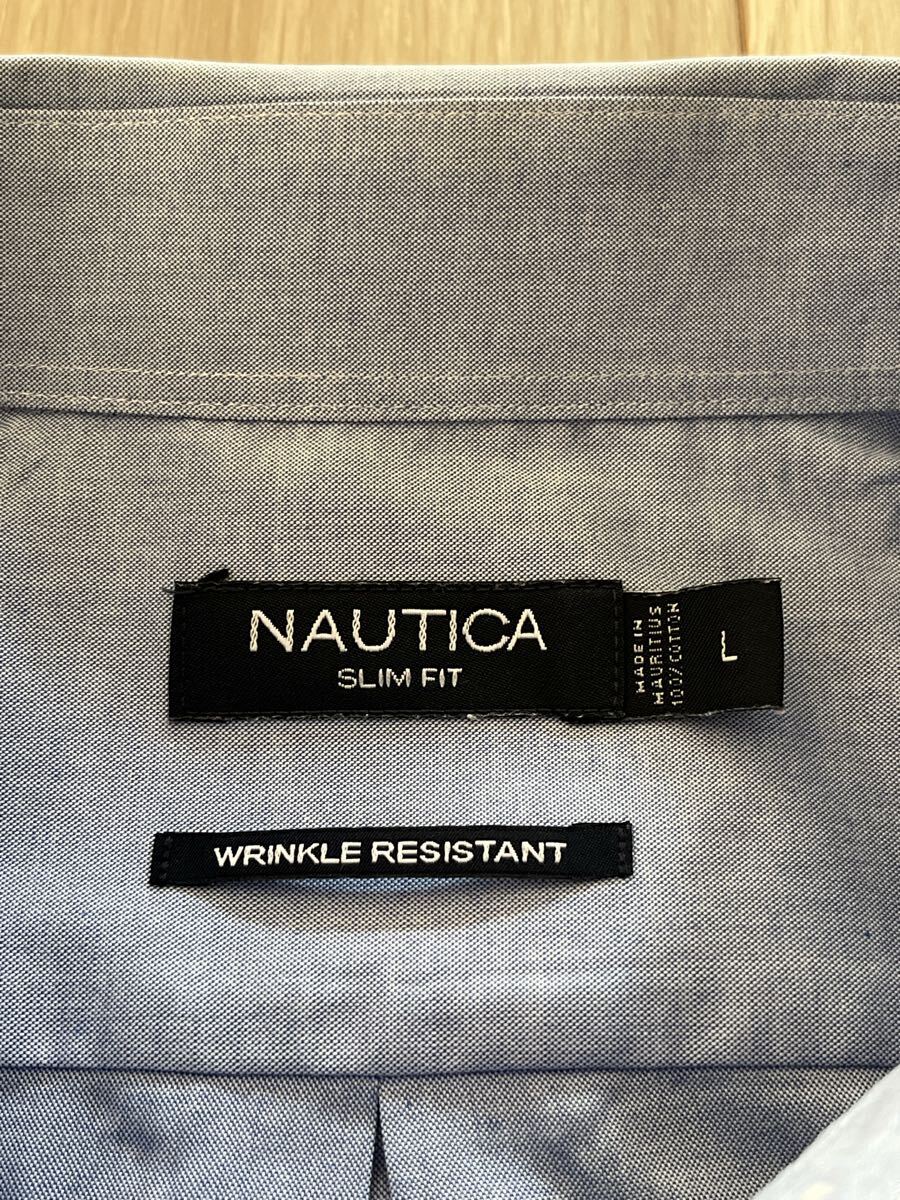 NAUTICA
SLIM FIT
MADE IN
MAURITIUS
100% COTTON
L
WRINKLE RESISTANT